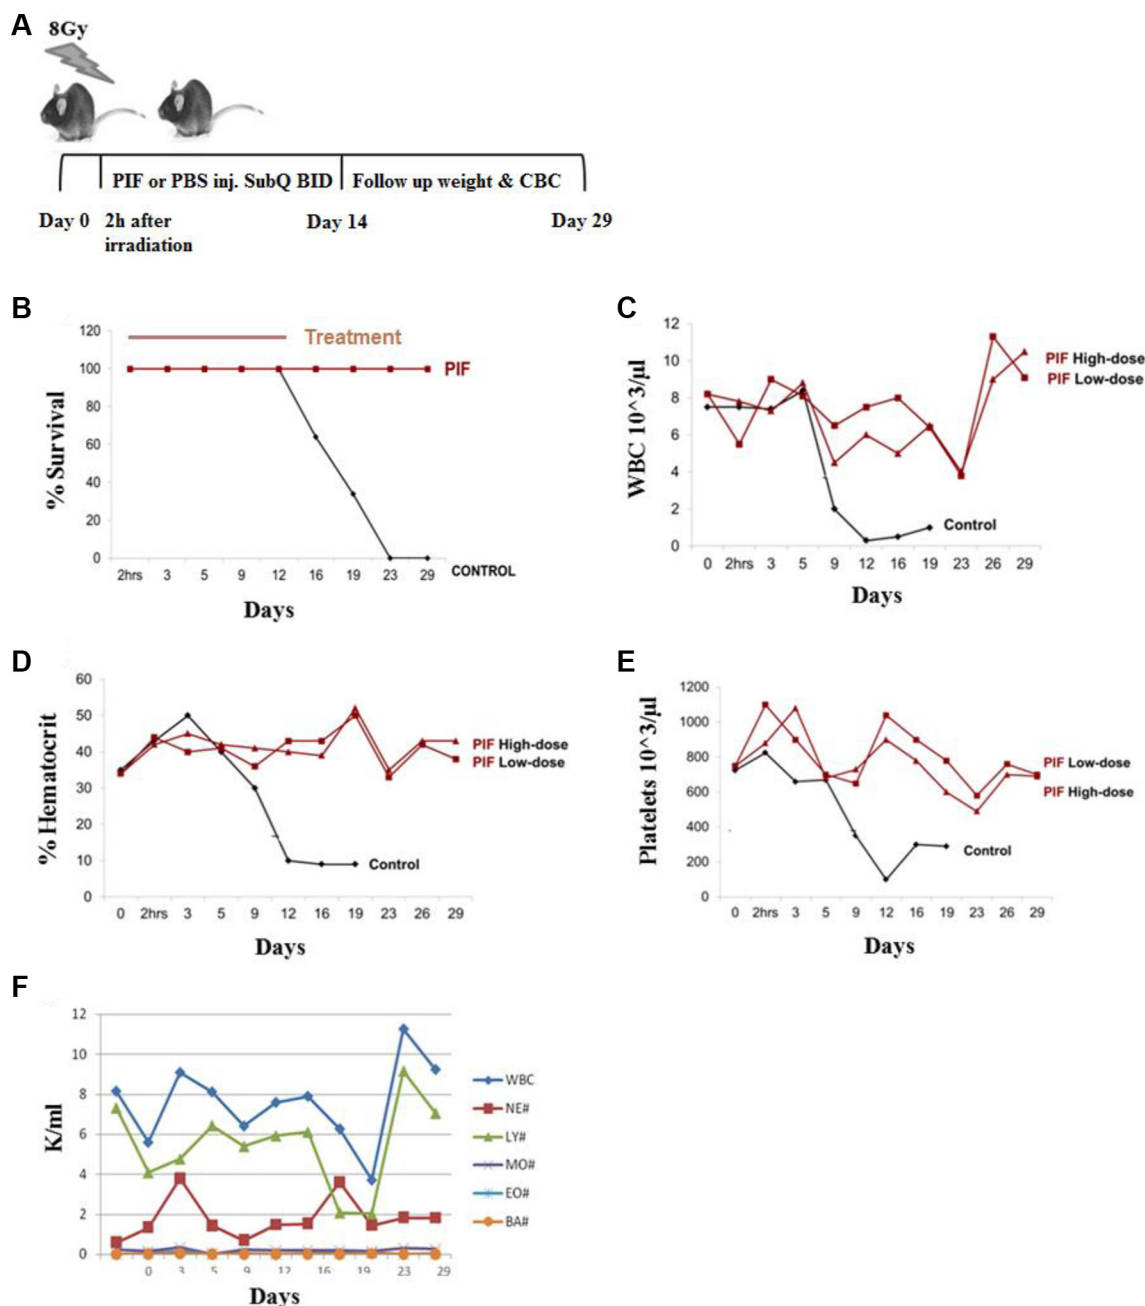 A
8Gy
PIF or PBS inj. SubQ BID
Follow up weight & CBC
Day 0
2h after
irradiation
Day 14
Day 29
B
% Survival
120
100
80
60
40
20
0
Treatment
PIF
CONTROL
2hrs 3 5 9 12 16 19 23 29
Days
C
WBC 10^3/µl
12
10
8
6
4
2
0
PIF High-dose
PIF Low-dose
Control
0 2hrs 3 5 9 12 16 19 23 26 29
Days
D
% Hematocrit
60
50
40
30
20
10
0
PIF High-dose
PIF Low-dose
Control
0 2hrs 3 5 9 12 16 19 23 26 29
Days
E
Platelets 10^3/µl
1200
1000
800
600
400
200
0
PIF Low-dose
PIF High-dose
Control
0 2hrs 3 5 9 12 16 19 23 26 29
Days
F
K/ml
12
10
8
6
4
2
0
WBC
NE#
LY#
MO#
EO#
BA#
0 3 5 9 12 16 19 23 29
Days